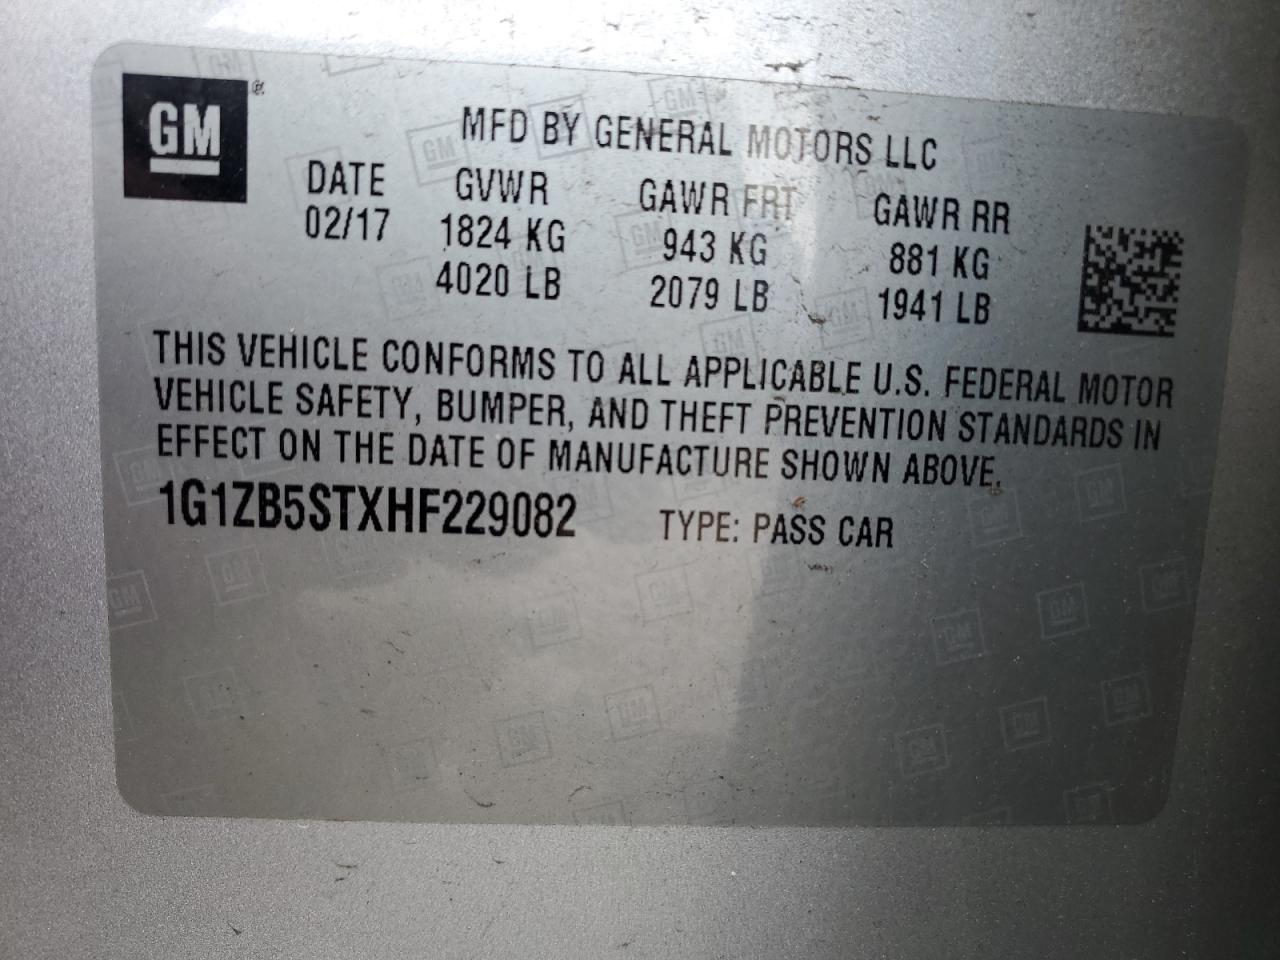 GM
MFD BY GENERAL MOTORS LLC
DATE GVWR GAWR FRT GAWR RR
02/17 1824 KG 943 KG 881 KG
4020 LB 2079 LB 1941 LB
THIS VEHICLE CONFORMS TO ALL APPLICABLE U.S. FEDERAL MOTOR
VEHICLE SAFETY, BUMPER, AND THEFT PREVENTION STANDARDS IN
EFFECT ON THE DATE OF MANUFACTURE SHOWN ABOVE.
1G1ZB5STXHF229082 TYPE: PASS CAR